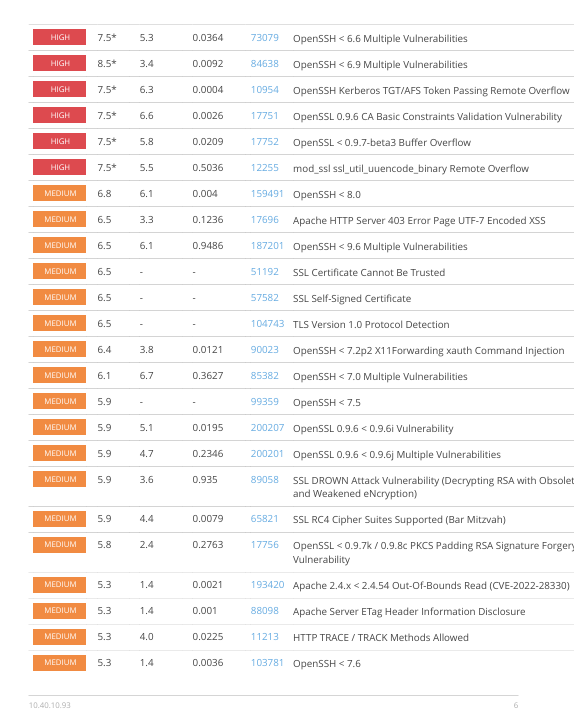 HIGH 7.5* 5.3 0.0364 73079 OpenSSH < 6.6 Multiple Vulnerabilities
HIGH 8.5* 3.4 0.0092 84638 OpenSSH < 6.9 Multiple Vulnerabilities
HIGH 7.5* 6.3 0.0004 10954 OpenSSH Kerberos TGT/AFS Token Passing Remote Overflow
HIGH 7.5* 6.6 0.0026 17751 OpenSSL 0.9.6 CA Basic Constraints Validation Vulnerability
HIGH 7.5* 5.8 0.0209 17752 OpenSSL < 0.9.7-beta3 Buffer Overflow
HIGH 7.5* 5.5 0.5036 12255 mod_ssl ssl_util_uuencode_binary Remote Overflow
MEDIUM 6.8 6.1 0.004 159491 OpenSSH < 8.0
MEDIUM 6.5 3.3 0.1236 17696 Apache HTTP Server 403 Error Page UTF-7 Encoded XSS
MEDIUM 6.5 6.1 0.9486 187201 OpenSSH < 9.6 Multiple Vulnerabilities
MEDIUM 6.5 - - 51192 SSL Certificate Cannot Be Trusted
MEDIUM 6.5 - - 57582 SSL Self-Signed Certificate
MEDIUM 6.5 - - 104743 TLS Version 1.0 Protocol Detection
MEDIUM 6.4 3.8 0.0121 90023 OpenSSH < 7.2p2 X11Forwarding xauth Command Injection
MEDIUM 6.1 6.7 0.3627 85382 OpenSSH < 7.0 Multiple Vulnerabilities
MEDIUM 5.9 - - 99359 OpenSSH < 7.5
MEDIUM 5.9 5.1 0.0195 200207 OpenSSL 0.9.6 < 0.9.6i Vulnerability
MEDIUM 5.9 4.7 0.2346 200201 OpenSSL 0.9.6 < 0.9.6j Multiple Vulnerabilities
MEDIUM 5.9 3.6 0.935 89058 SSL DROWN Attack Vulnerability (Decrypting RSA with Obsolet
and Weakened eNcryption)
MEDIUM 5.9 4.4 0.0079 65821 SSL RC4 Cipher Suites Supported (Bar Mitzvah)
MEDIUM 5.8 2.4 0.2763 17756 OpenSSL < 0.9.7k / 0.9.8c PKCS Padding RSA Signature Forgery
Vulnerability
MEDIUM 5.3 1.4 0.0021 193420 Apache 2.4.x < 2.4.54 Out-Of-Bounds Read (CVE-2022-28330)
MEDIUM 5.3 1.4 0.001 88098 Apache Server ETag Header Information Disclosure
MEDIUM 5.3 4.0 0.0225 11213 HTTP TRACE / TRACK Methods Allowed
MEDIUM 5.3 1.4 0.0036 103781 OpenSSH < 7.6
10.40.10.93 6